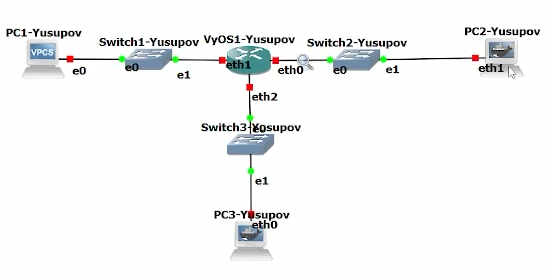 PC1-Yusupov
Switch1-Yusupov
VyOS1-Yusupov
Switch2-Yusupov
PC2-Yusupov
VPCS
e0
e0
e1
eth1
eth0
e0
e1
eth1
eth2
Switch3-Yusupov
e0
e1
PC3-Yusupov
eth0